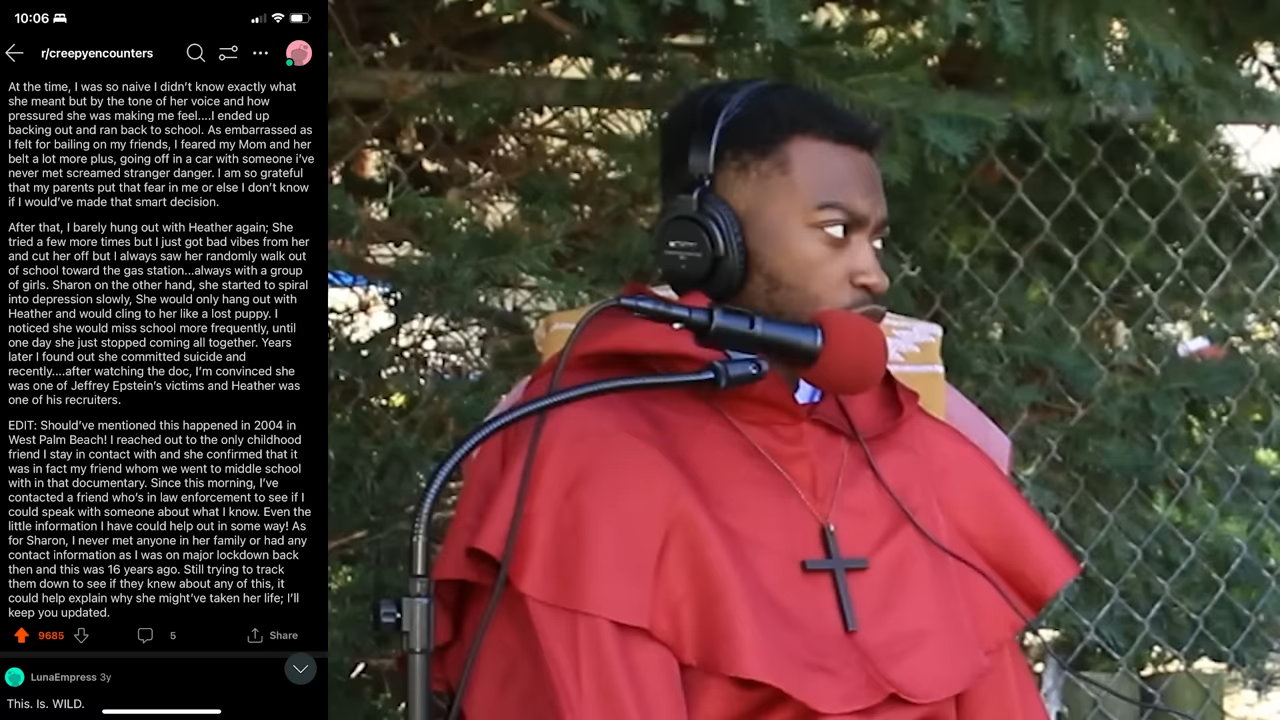 10:06
r/creepyencounters
At the time, I was so naive I didn't know exactly what
she meant but by the tone of her voice and how
pressured she was making me feel....I ended up
backing out and ran back to school. As embarrassed as
I felt for bailing on my friends, I feared my Mom and her
belt a lot more plus, going off in a car with someone i've
never met screamed stranger danger. I am so grateful
that my parents put that fear in me or else I don't know
if I would've made that smart decision.
After that, I barely hung out with Heather again; She
tried a few more times but I just got bad vibes from her
and cut her off but I always saw her randomly walk out
of school toward the gas station...always with a group
of girls. Sharon on the other hand, she started to spiral
into depression slowly, She would only hang out with
Heather and would cling to her like a lost puppy. I
noticed she would miss school more frequently, until
one day she just stopped coming all together. Years
later I found out she committed suicide and
recently....after watching the doc, I'm convinced she
was one of Jeffrey Epstein's victims and Heather was
one of his recruiters.
EDIT: Should've mentioned this happened in 2004 in
West Palm Beach! I reached out to the only childhood
friend I stay in contact with and she confirmed that it
was in fact my friend whom we went to middle school
with in that documentary. Since this morning, I've
contacted a friend who's in law enforcement to see if I
could speak with someone about what I know. Even the
little information I have could help out in some way! As
for Sharon, I never met anyone in her family or had any
contact information as I was on major lockdown back
then and this was 16 years ago. Still trying to track
them down to see if they knew about any of this, it
could help explain why she might've taken her life; I'll
keep you updated.
9685 5 Share
LunaEmpress 3y
This. Is. WILD.